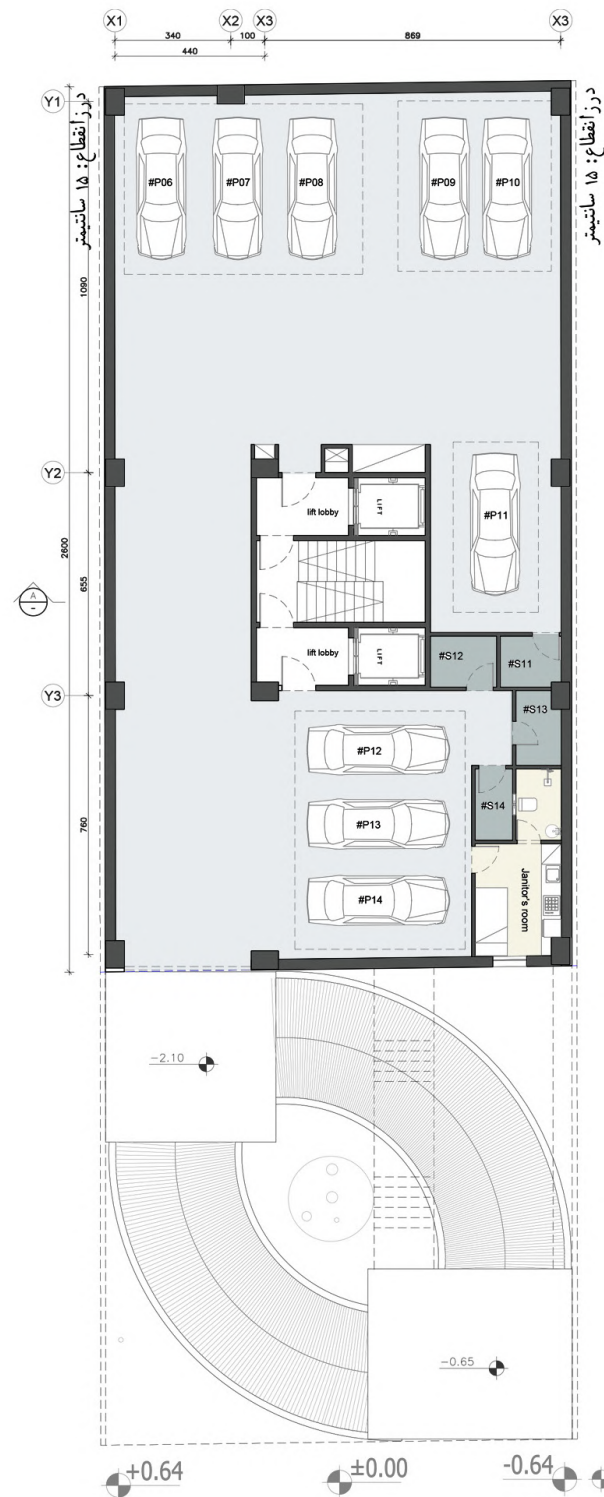 X1
X2
X3
X3
340
100
869
440
Y1
درز انقطاع: ۱۵ سانتیمتر
درز انقطاع: ۱۵ سانتیمتر
#P06
#P07
#P08
#P09
#P10
1090
Y2
#P11
lift lobby
LIFT
2600
655
A
-
lift lobby
LIFT
#S12
#S11
Y3
#S13
#P12
760
#S14
#P13
Janitor's room
#P14
-2.10
-0.65
+0.64
±0.00
-0.64